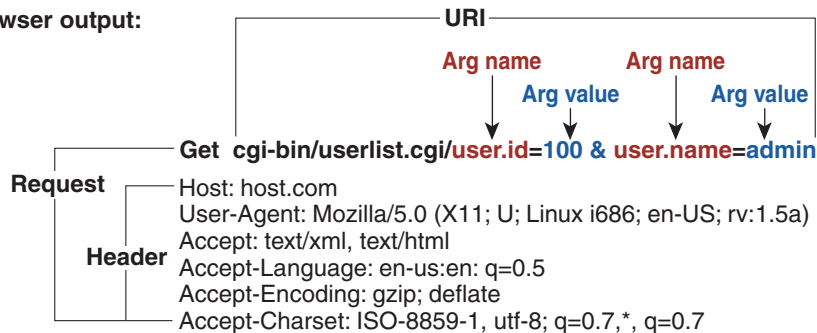 wser output:
URI
Arg name Arg name
Arg value Arg value
Get cgi-bin/userlist.cgi/user.id=100 & user.name=admin
Request
Host: host.com
User-Agent: Mozilla/5.0 (X11; U; Linux i686; en-US; rv:1.5a)
Accept: text/xml, text/html
Header
Accept-Language: en-us:en: q=0.5
Accept-Encoding: gzip; deflate
Accept-Charset: ISO-8859-1, utf-8; q=0.7,*, q=0.7